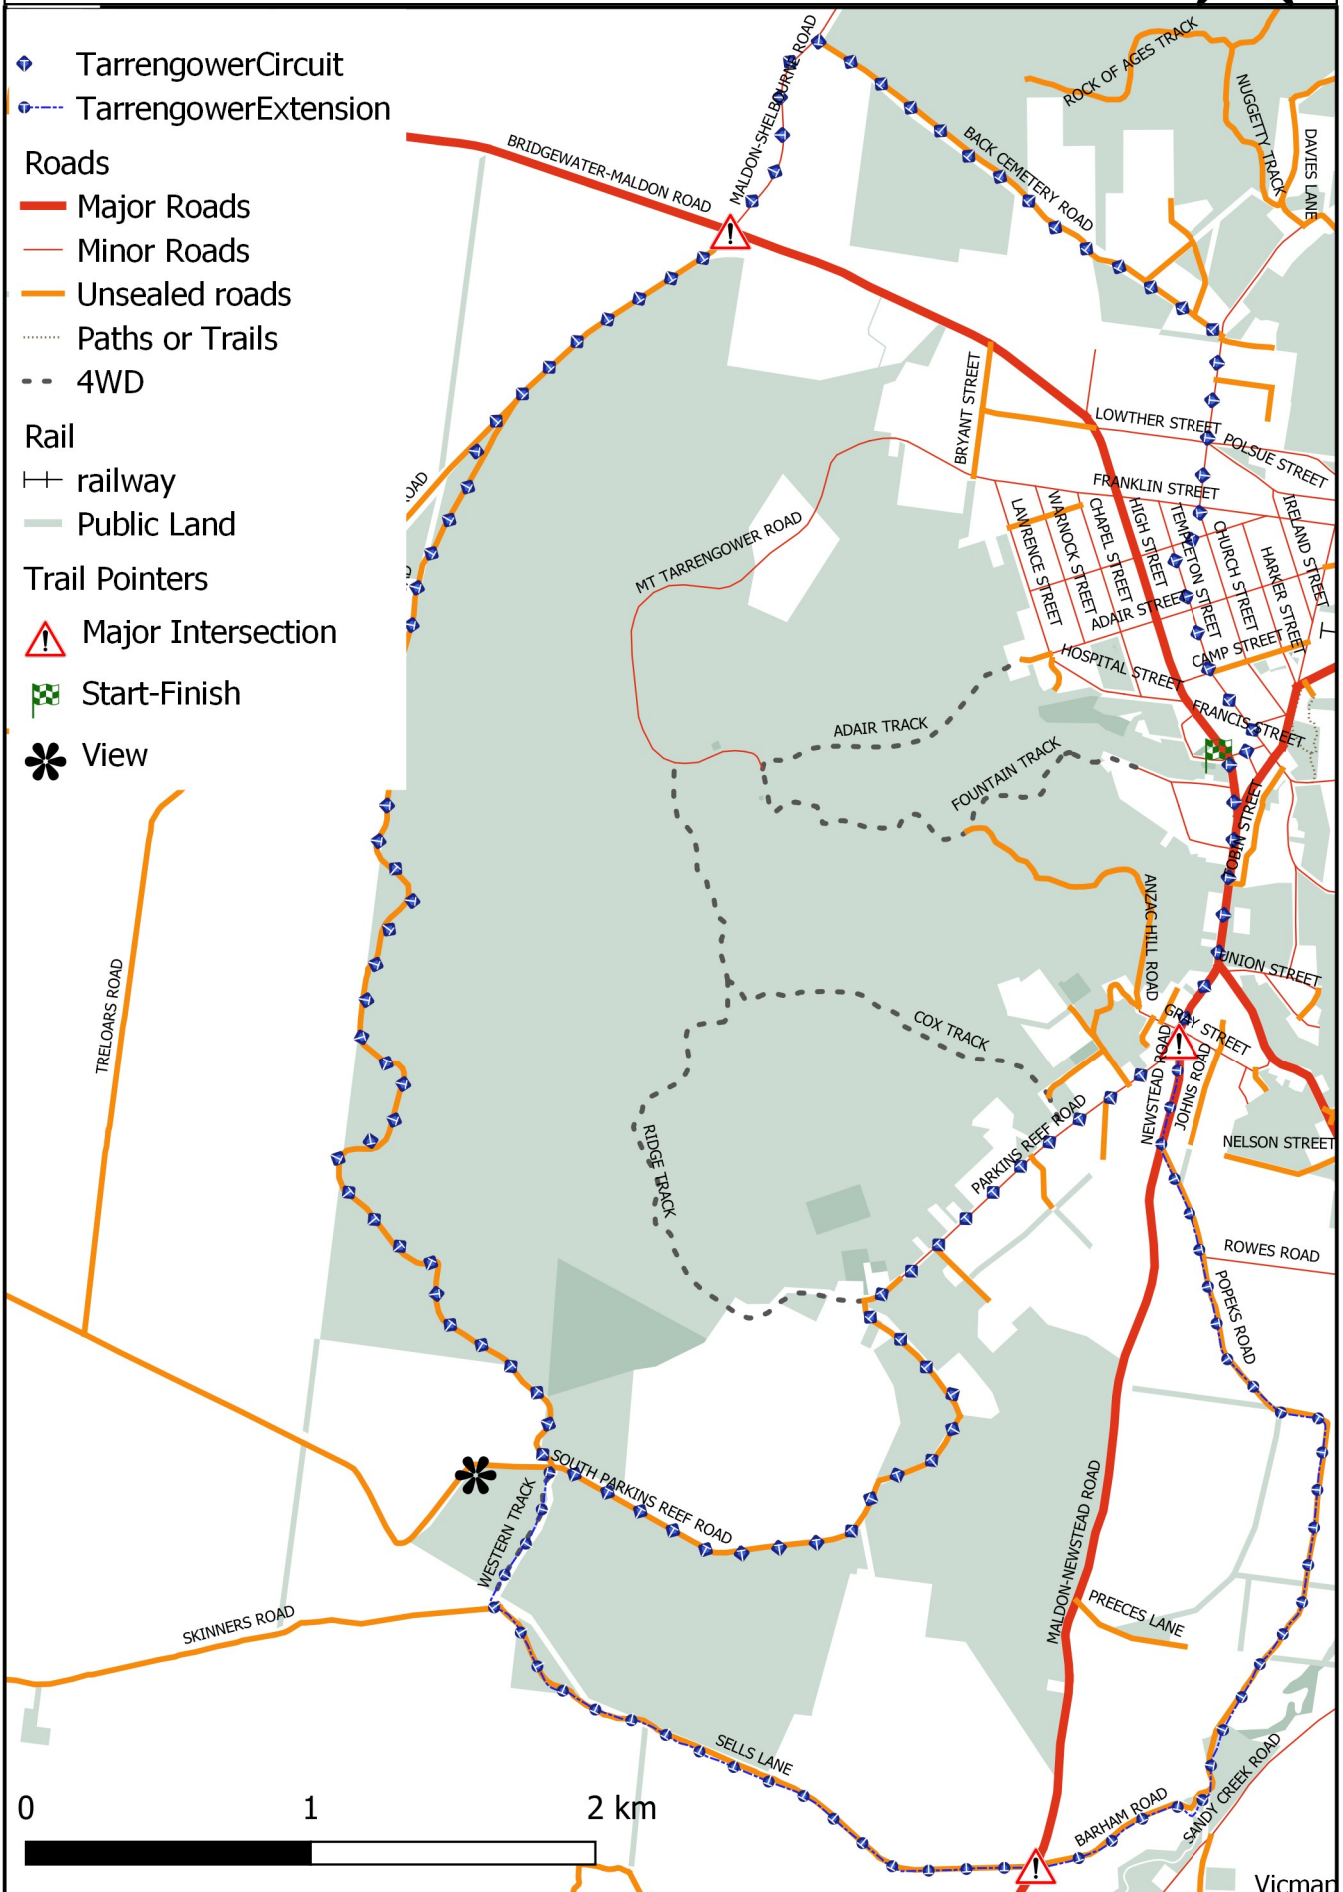 TarrengowerCircuit
TarrengowerExtension
Roads
Major Roads
Minor Roads
Unsealed roads
Paths or Trails
4WD
Rail
railway
Public Land
Trail Pointers
Major Intersection
Start-Finish
View
MALDON-SHELBOURNE ROAD
ROCK OF AGES TRACK
NUGGETTY TRACK
DAVIES LANE
BRIDGEWATER-MALDON ROAD
BACK CEMETERY ROAD
BRYANT STREET
LOWTHER STREET
POLSUE STREET
FRANKLIN STREET
LAWRENCE STREET
WARNOCK STREET
CHAPEL STREET
HIGH STREET
TEMPLETON STREET
CHURCH STREET
HARKER STREET
IRELAND STREET
OAD
MT TARRENGOWER ROAD
ADAIR STREET
CAMP STREET
HOSPITAL STREET
FRANCIS STREET
ADAIR TRACK
FOUNTAIN TRACK
TOBIN STREET
ANZAC HILL ROAD
UNION STREET
TRELOARS ROAD
COX TRACK
GRAY STREET
NEWSTEAD ROAD
JOHNS ROAD
NELSON STREET
RIDGE TRACK
PARKINS REEF ROAD
ROWES ROAD
POPEKS ROAD
SOUTH PARKINS REEF ROAD
WESTERN TRACK
MALDON-NEWSTEAD ROAD
PREECES LANE
SKINNERS ROAD
SELLS LANE
BARHAM ROAD
SANDY CREEK ROAD
0 1 2 km
Vicmar